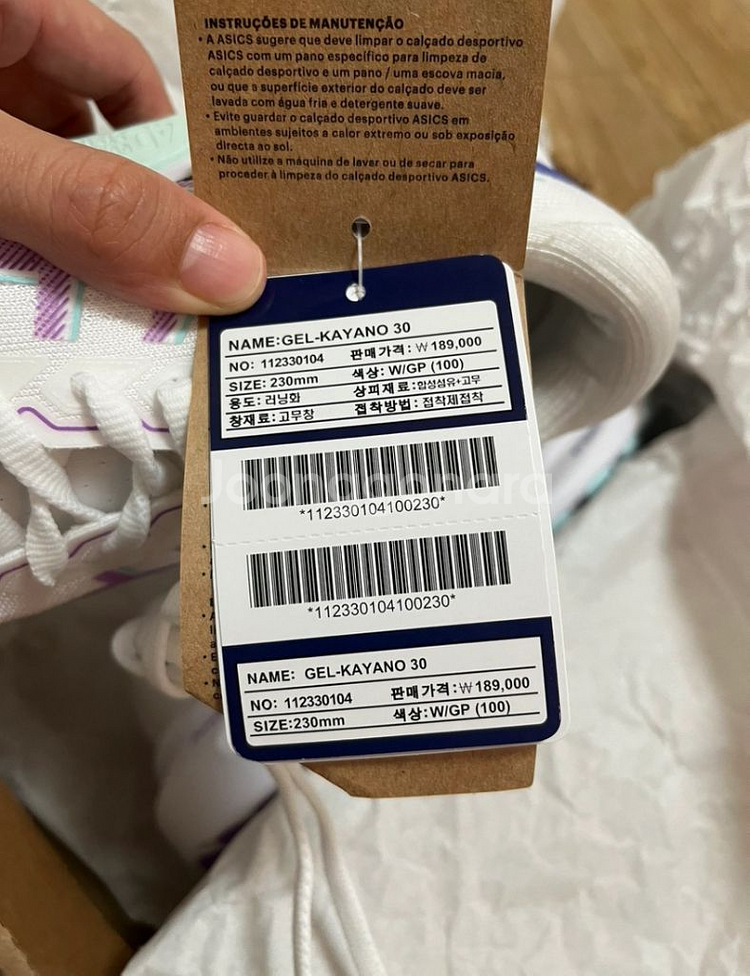 INSTRUÇÕES DE MANUTENÇÃO
• A ASICS sugere que deve limpar o calçado desportivo
ASICS com um pano específico para limpeza de
calçado desportivo e um pano / uma escova macia,
ou que a superfície exterior do calçado deve ser
lavada com água fria e detergente suave.
• Evite guardar o calçado desportivo ASICS em
ambientes sujeitos a calor extremo ou sob exposição
directa ao sol.
• Não utilize a máquina de lavar ou de secar para
proceder à limpeza do calçado desportivo ASICS.
NAME:GEL-KAYANO 30
NO: 112330104 판매가격: ₩ 189,000
SIZE: 230mm 색상: W/GP (100)
용도: 러닝화 상피재료:합성섬유+고무
창재료:고무창 접착방법: 접착제접착
Joongaonara
*112330104100230*
*112330104100230*
NAME: GEL-KAYANO 30
NO: 112330104 판매가격:₩ 189,000
SIZE:230mm 색상:W/GP (100)